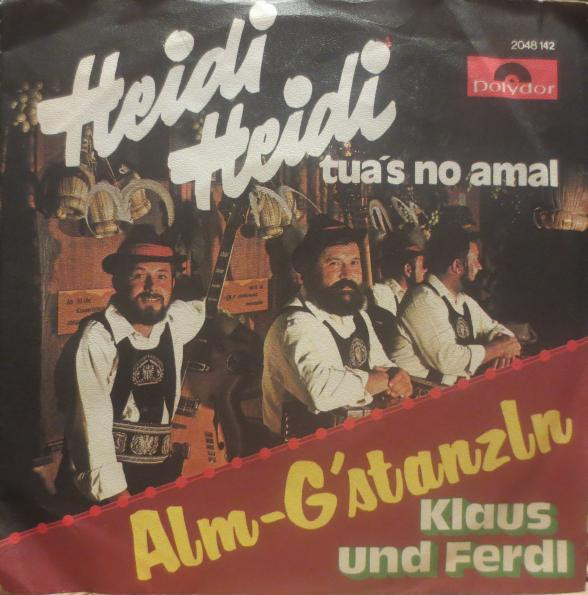 2048 142
polydor
Heidi
Heidi
tua's no amal
Alm-G'stanzln
Klaus
und Ferdl